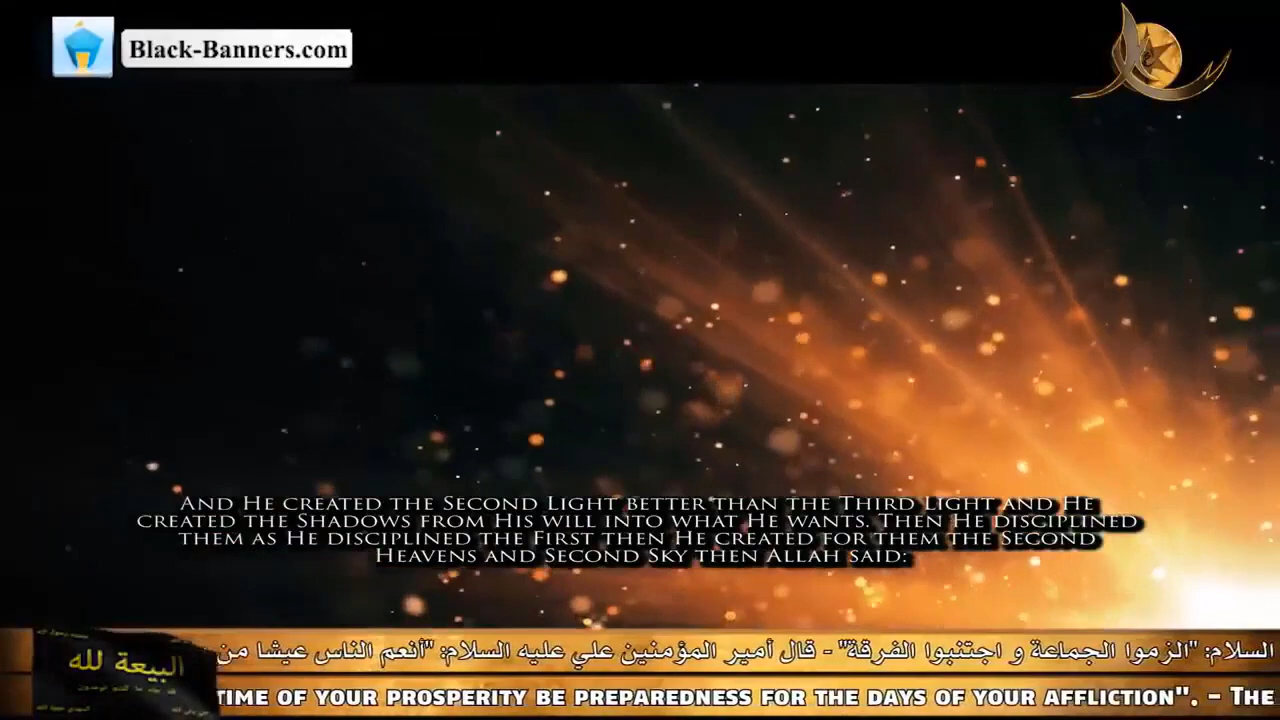 Black-Banners.com
And He created the Second Light better than the Third Light and He
created the Shadows from His will into what He wants. Then He disciplined
them as He disciplined the First then He created for them the Second
Heavens and Second Sky then Allah said:
السلام: "الزموا الجماعة و اجتنبوا الفرقة" - قال أمير المؤمنين علي عليه السلام: "أنعم الناس عيشا من
البيعة لله
TIME OF YOUR PROSPERITY BE PREPAREDNESS FOR THE DAYS OF YOUR AFFLICTION". – THE